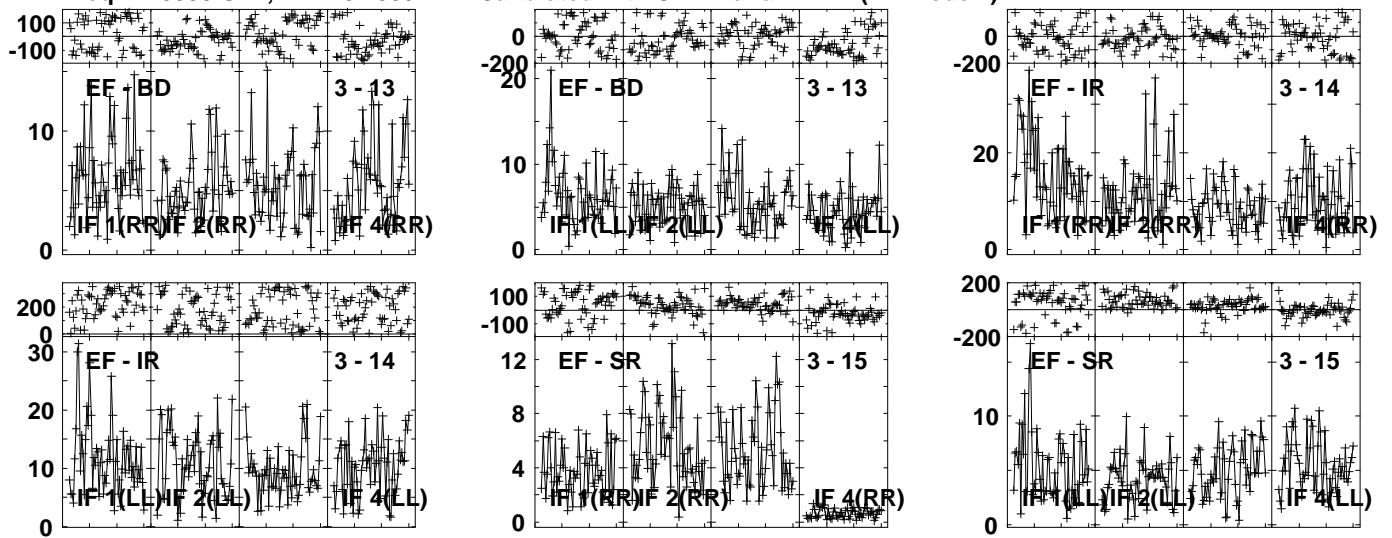 100
-100
EF - BD 3 - 13
10
0
IF 1(RR) IF 2(RR) IF 4(RR)
0
-200
20
EF - BD 3 - 13
10
0
IF 1(LL) IF 2(LL) IF 4(LL)
0
-200
EF - IR 3 - 14
20
0
IF 1(RR) IF 2(RR) IF 4(RR)
200
0
30
EF - IR 3 - 14
20
10
0
IF 1(LL) IF 2(LL) IF 4(LL)
100
-100
12
EF - SR 3 - 15
8
4
0
IF 1(RR) IF 2(RR) IF 4(RR)
200
-200
EF - SR 3 - 15
10
0
IF 1(LL) IF 2(LL) IF 4(LL)